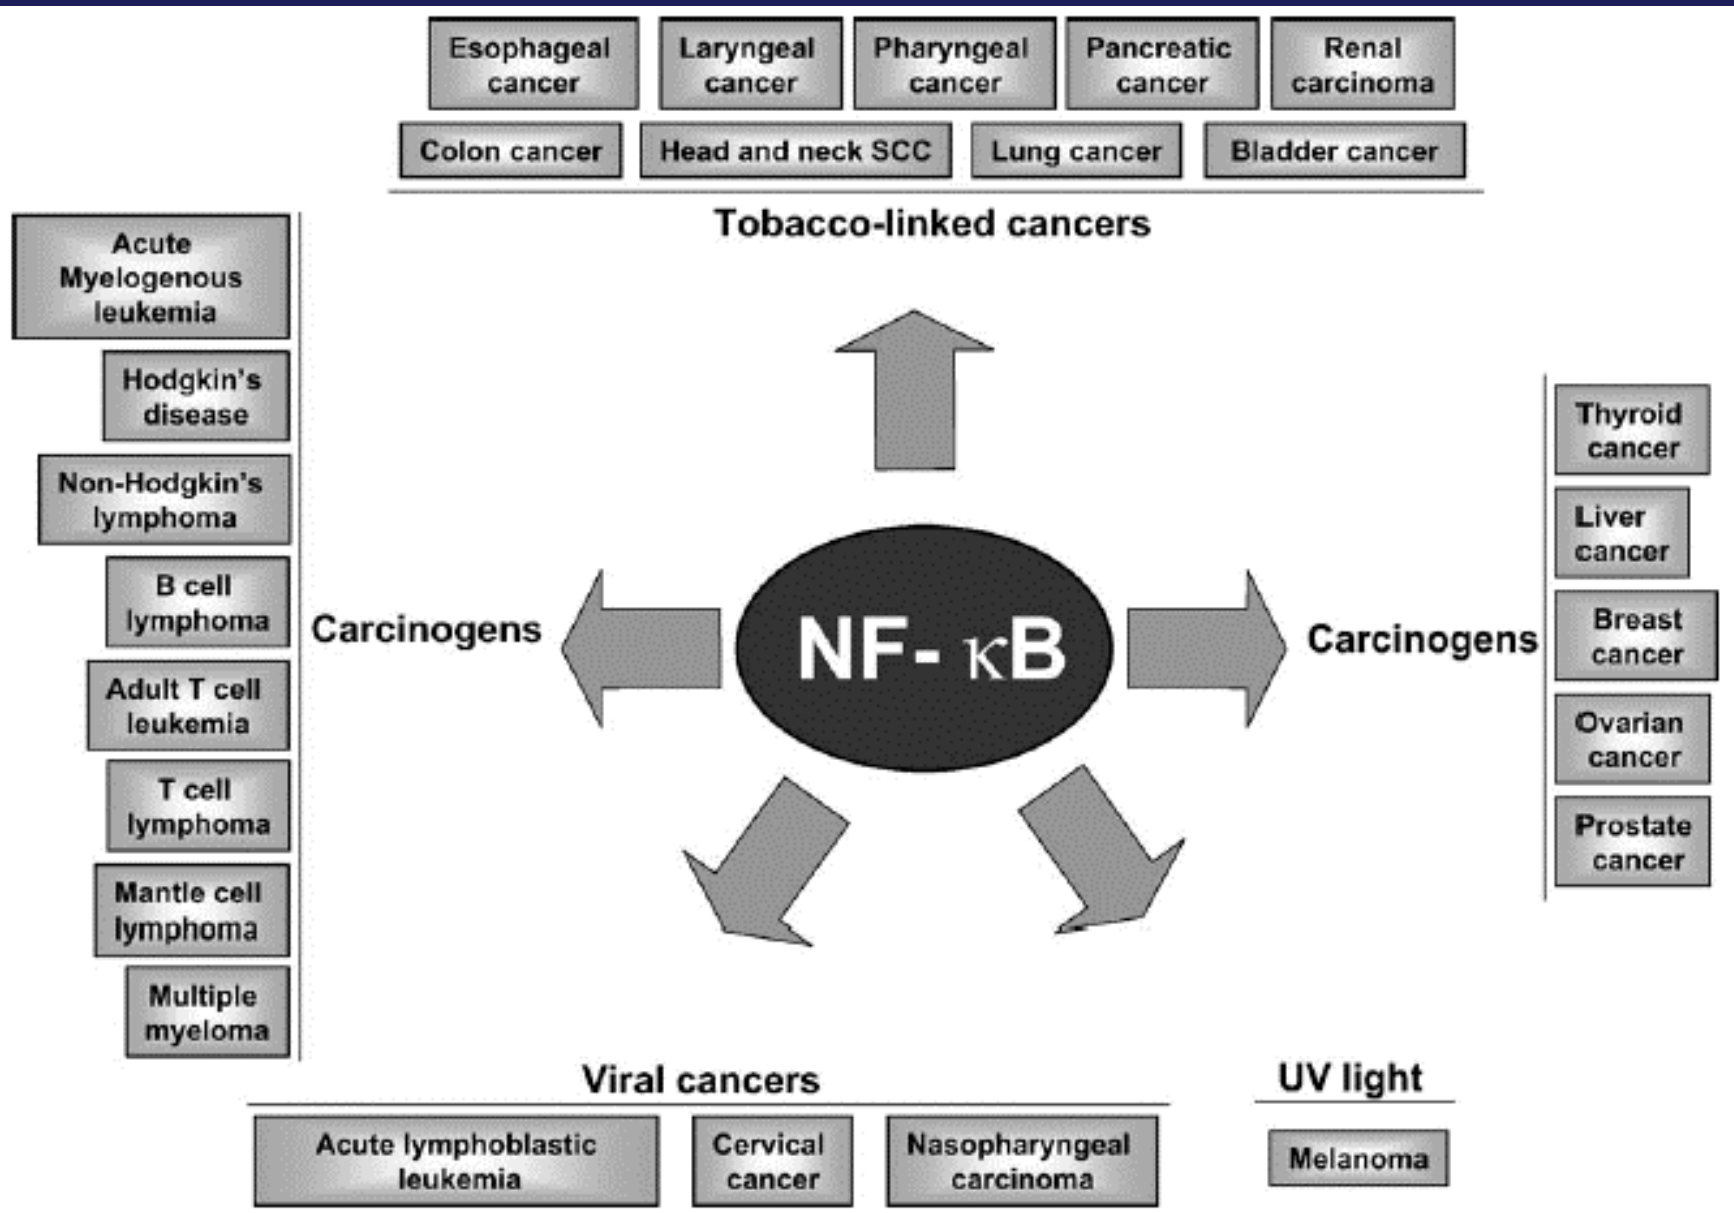 Esophageal
cancer
Laryngeal
cancer
Pharyngeal
cancer
Pancreatic
cancer
Renal
carcinoma
Colon cancer
Head and neck SCC
Lung cancer
Bladder cancer
Tobacco-linked cancers
Acute
Myelogenous
leukemia
Hodgkin's
disease
Non-Hodgkin's
lymphoma
B cell
lymphoma
Adult T cell
leukemia
T cell
lymphoma
Mantle cell
lymphoma
Multiple
myeloma
Carcinogens
NF- κB
Carcinogens
Thyroid
cancer
Liver
cancer
Breast
cancer
Ovarian
cancer
Prostate
cancer
Viral cancers
Acute lymphoblastic
leukemia
Cervical
cancer
Nasopharyngeal
carcinoma
UV light
Melanoma